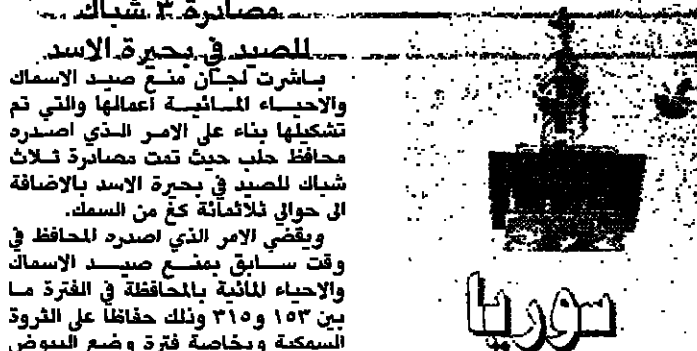 مصادرة ٣ شباك
للصيد في بحيرة الاسد
باشرت لجان منع صيد الاسماك
والاحياء المائية اعمالها والتي تم
تشكيلها بناء على الامر الذي اصدره
محافظ حلب حيث تمت مصادرة ثلاث
شباك للصيد في بحيرة الاسد بالاضافة
الى حوالي ثلاثمائة كغ من السمك.
ويقضي الامر الذي اصدره المحافظ في
وقت سابق بمنع صيد الاسماك
والاحياء المائية بالمحافظة في الفترة ما
بين ١٥٣ و٣١٥ وذلك حفاظا على الثروة
السمكية وبخاصة فترة وضع البيوض
سوريا